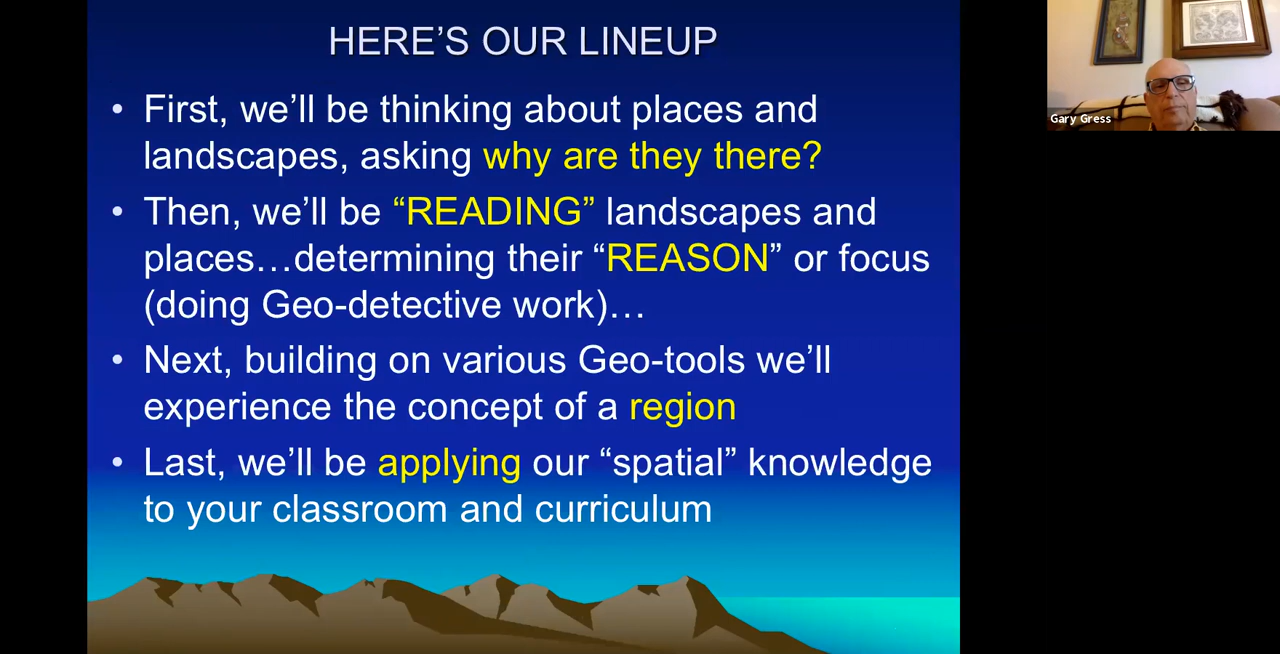 HERE'S OUR LINEUP
• First, we'll be thinking about places and
landscapes, asking why are they there?
• Then, we'll be “READING” landscapes and
places…determining their “REASON” or focus
(doing Geo-detective work)…
• Next, building on various Geo-tools we'll
experience the concept of a region
• Last, we'll be applying our “spatial” knowledge
to your classroom and curriculum
Gary Gress